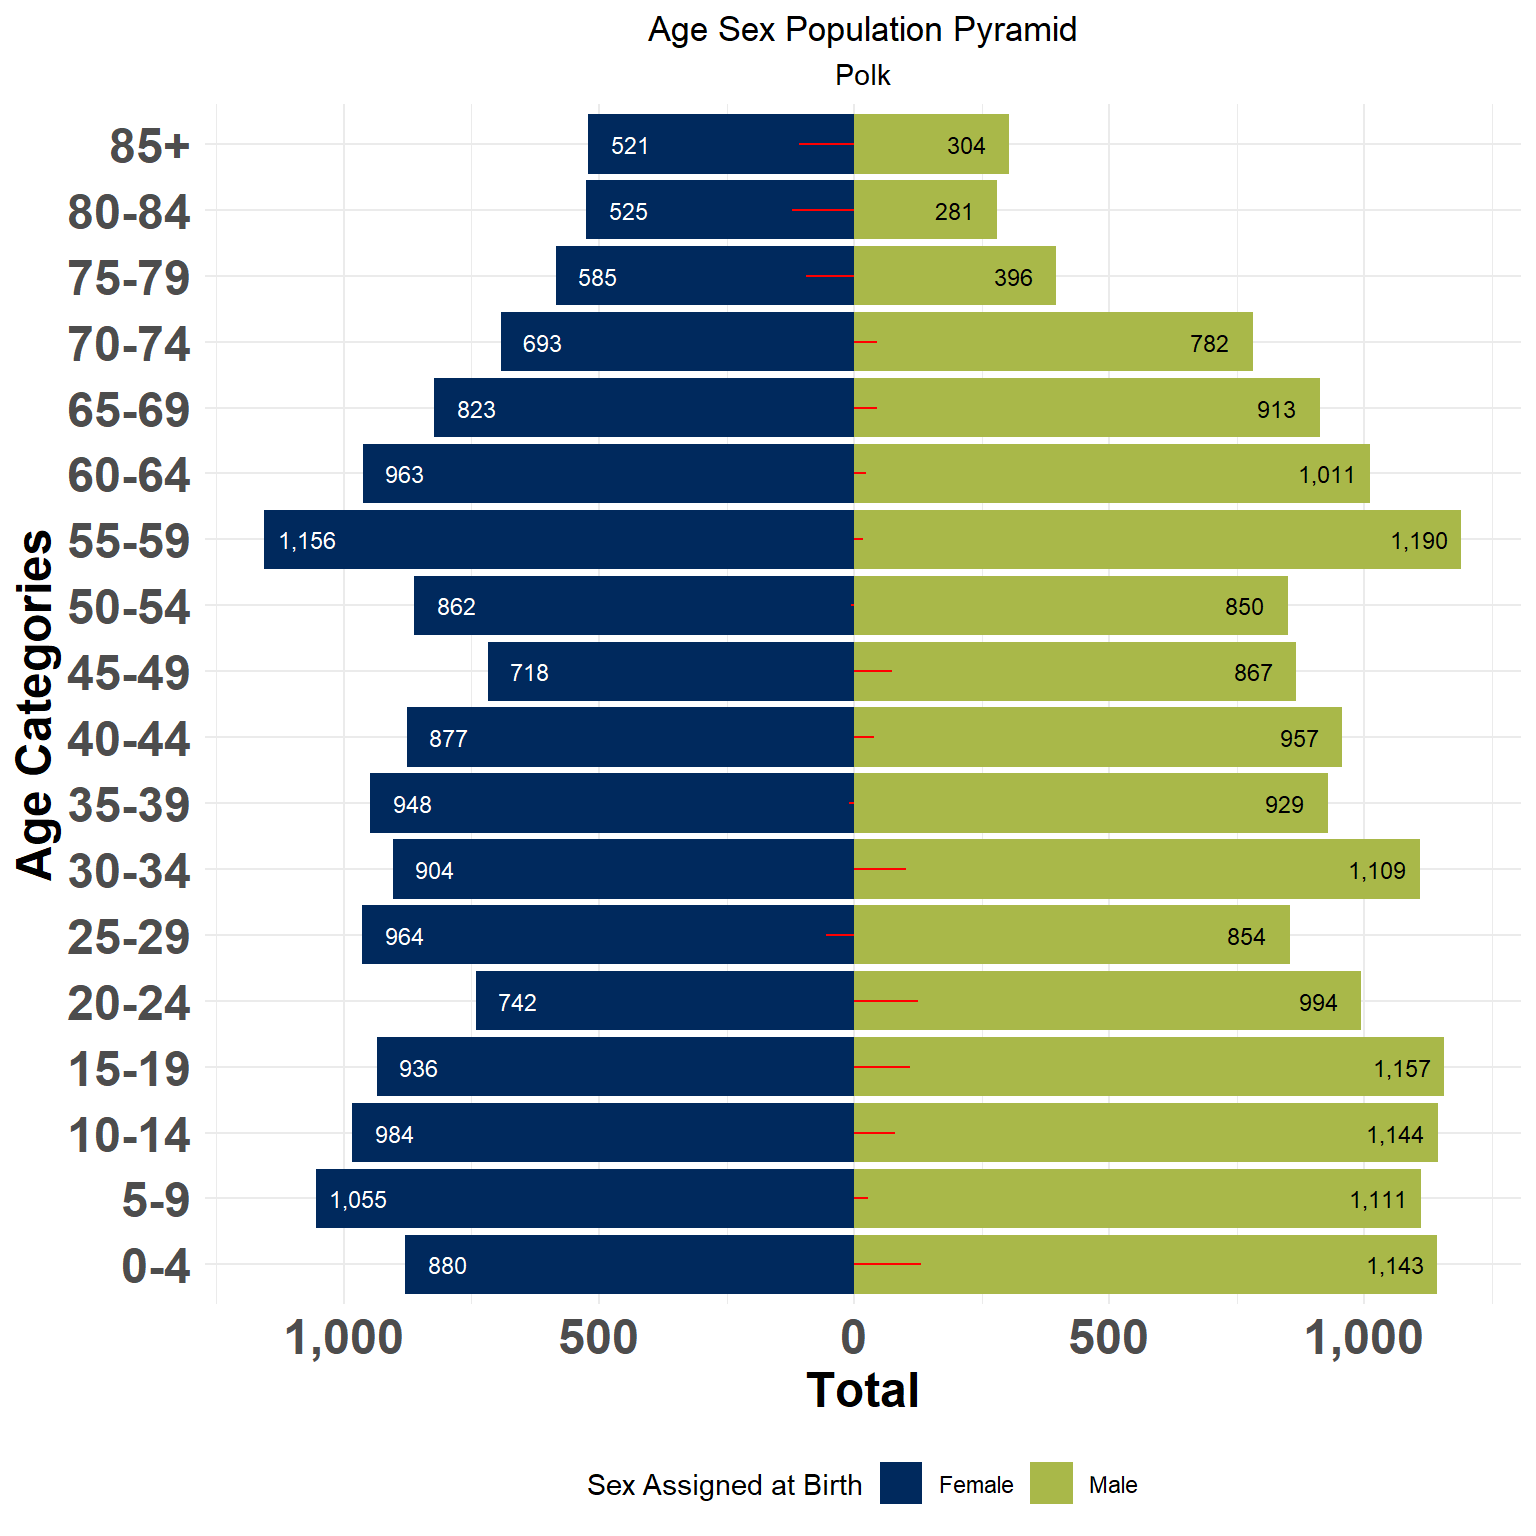 Age Sex Population Pyramid
Polk
Age Categories
85+ 521 304
80-84 525 281
75-79 585 396
70-74 693 782
65-69 823 913
60-64 963 1,011
55-59 1,156 1,190
50-54 862 850
45-49 718 867
40-44 877 957
35-39 948 929
30-34 904 1,109
25-29 964 854
20-24 742 994
15-19 936 1,157
10-14 984 1,144
5-9 1,055 1,111
0-4 880 1,143
1,000 500 0 500 1,000
Total
Sex Assigned at Birth Female Male